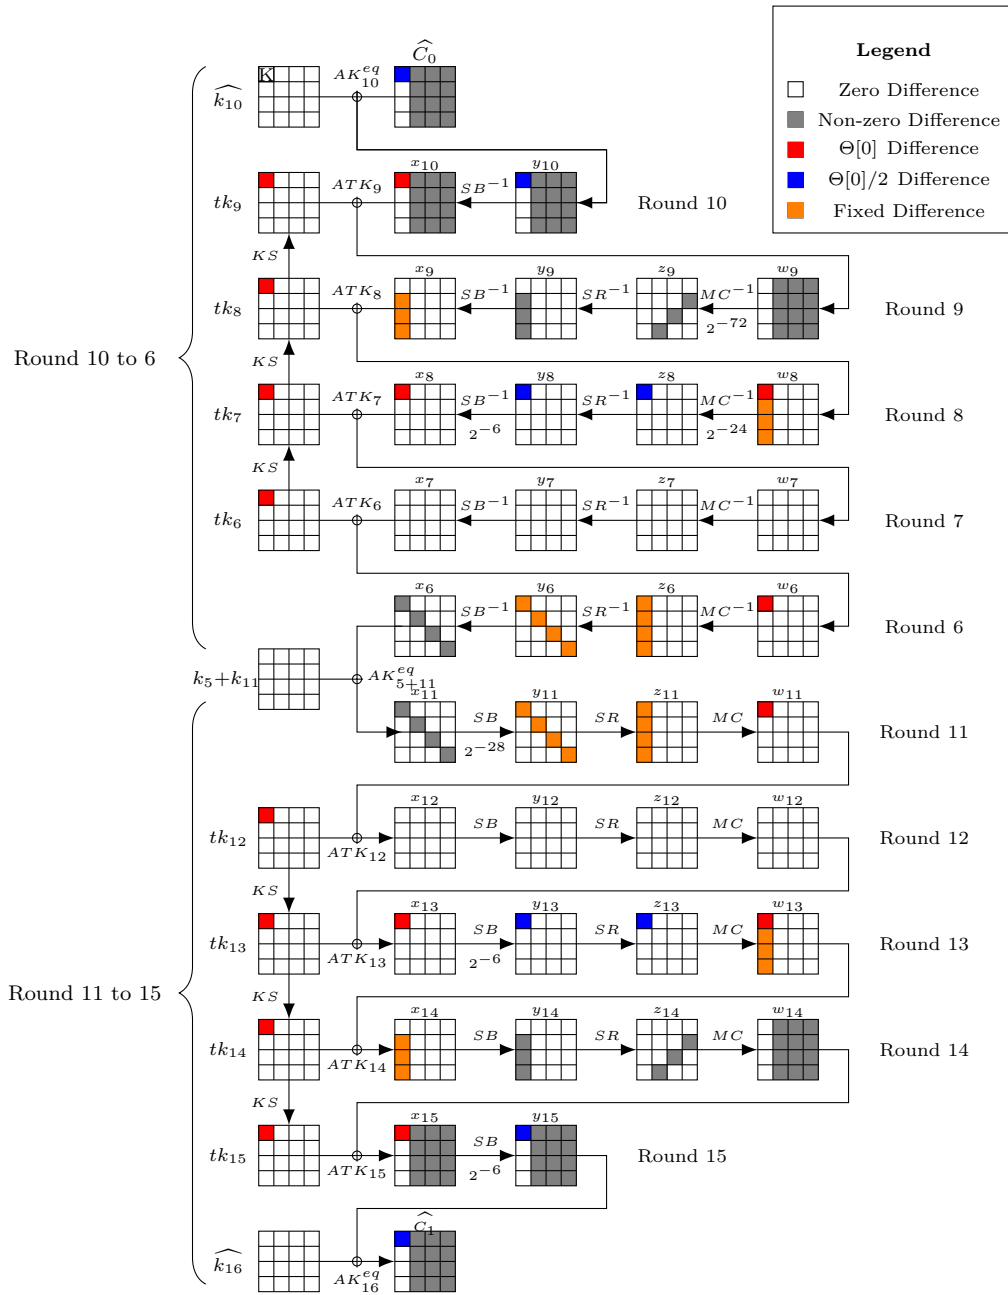 Legend
Zero Difference
Non-zero Difference
Θ[0] Difference
Θ[0]/2 Difference
Fixed Difference
$\widehat{C_0}$
K
$\widehat{k_{10}}$ $AK^{eq}_{10}$
$x_{10}$ $y_{10}$
$tk_9$ $ATK_9$ $SB^{-1}$ Round 10
KS
$x_9$ $y_9$ $z_9$ $w_9$
$tk_8$ $ATK_8$ $SB^{-1}$ $SR^{-1}$ $MC^{-1}$ $2^{-72}$ Round 9
Round 10 to 6
KS
$x_8$ $y_8$ $z_8$ $w_8$
$tk_7$ $ATK_7$ $SB^{-1}$ $2^{-6}$ $SR^{-1}$ $MC^{-1}$ $2^{-24}$ Round 8
KS
$x_7$ $y_7$ $z_7$ $w_7$
$tk_6$ $ATK_6$ $SB^{-1}$ $SR^{-1}$ $MC^{-1}$ Round 7
$x_6$ $y_6$ $z_6$ $w_6$
$SB^{-1}$ $SR^{-1}$ $MC^{-1}$ Round 6
$k_5+k_{11}$ $AK^{eq}_{5+11}$
$x_{11}$ $y_{11}$ $z_{11}$ $w_{11}$
SB $2^{-28}$ SR MC Round 11
$x_{12}$ $y_{12}$ $z_{12}$ $w_{12}$
$tk_{12}$ $ATK_{12}$ SB SR MC Round 12
KS
$x_{13}$ $y_{13}$ $z_{13}$ $w_{13}$
$tk_{13}$ $ATK_{13}$ SB $2^{-6}$ SR MC Round 13
Round 11 to 15
KS
$x_{14}$ $y_{14}$ $z_{14}$ $w_{14}$
$tk_{14}$ $ATK_{14}$ SB SR MC Round 14
KS
$x_{15}$ $y_{15}$
$tk_{15}$ $ATK_{15}$ SB $2^{-6}$ Round 15
$\widehat{C_1}$
$\widehat{k_{16}}$ $AK^{eq}_{16}$